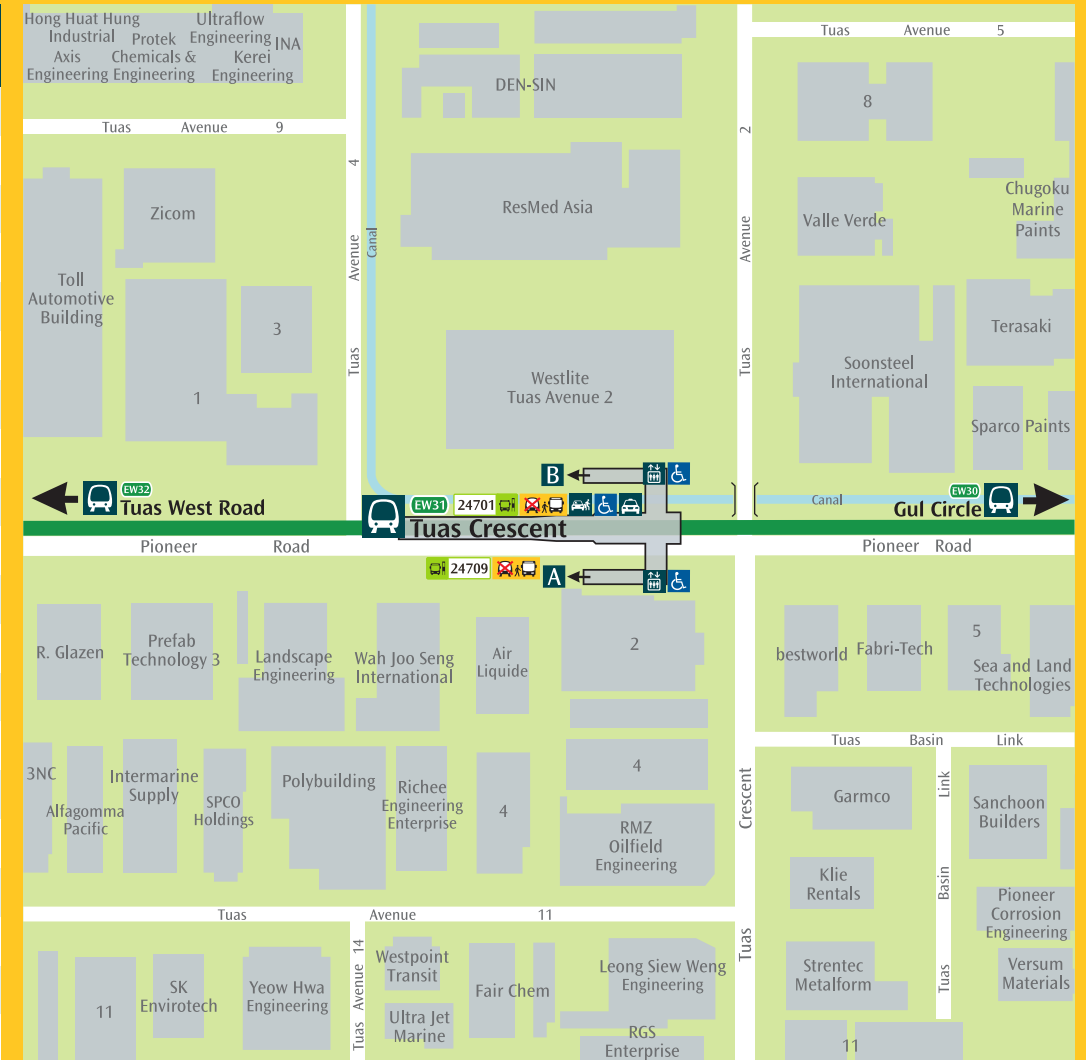 Hong Huat Hung
Industrial
Axis
Engineering
Protek
Chemicals &
Engineering
Ultraflow
Engineering
INA
Kerei
Engineering
DEN-SIN
Tuas Avenue 5
8
Tuas Avenue 9
Tuas Avenue 4
Canal
Tuas Avenue 2
Zicom
ResMed Asia
Valle Verde
Chugoku
Marine
Paints
Toll
Automotive
Building
3
1
Westlite
Tuas Avenue 2
Soonsteel
International
Terasaki
Sparco Paints
B
EW32
Tuas West Road
EW31
24701
Tuas Crescent
Canal
EW30
Gul Circle
Pioneer Road
24709
A
Pioneer Road
R. Glazen
Prefab
Technology 3
Landscape
Engineering
Wah Joo Seng
International
Air
Liquide
2
bestworld
Fabri-Tech
5
Sea and Land
Technologies
Tuas Basin Link
3NC
Alfagomma
Pacific
Intermarine
Supply
SPCO
Holdings
Polybuilding
Richee
Engineering
Enterprise
4
4
RMZ
Oilfield
Engineering
Tuas Crescent
Garmco
Klie
Rentals
Tuas Basin Link
Sanchoon
Builders
Pioneer
Corrosion
Engineering
Tuas Avenue 11
Tuas Avenue 14
11
SK
Envirotech
Yeow Hwa
Engineering
Westpoint
Transit
Ultra Jet
Marine
Fair Chem
Leong Siew Weng
Engineering
RGS
Enterprise
Strentec
Metalform
11
Versum
Materials